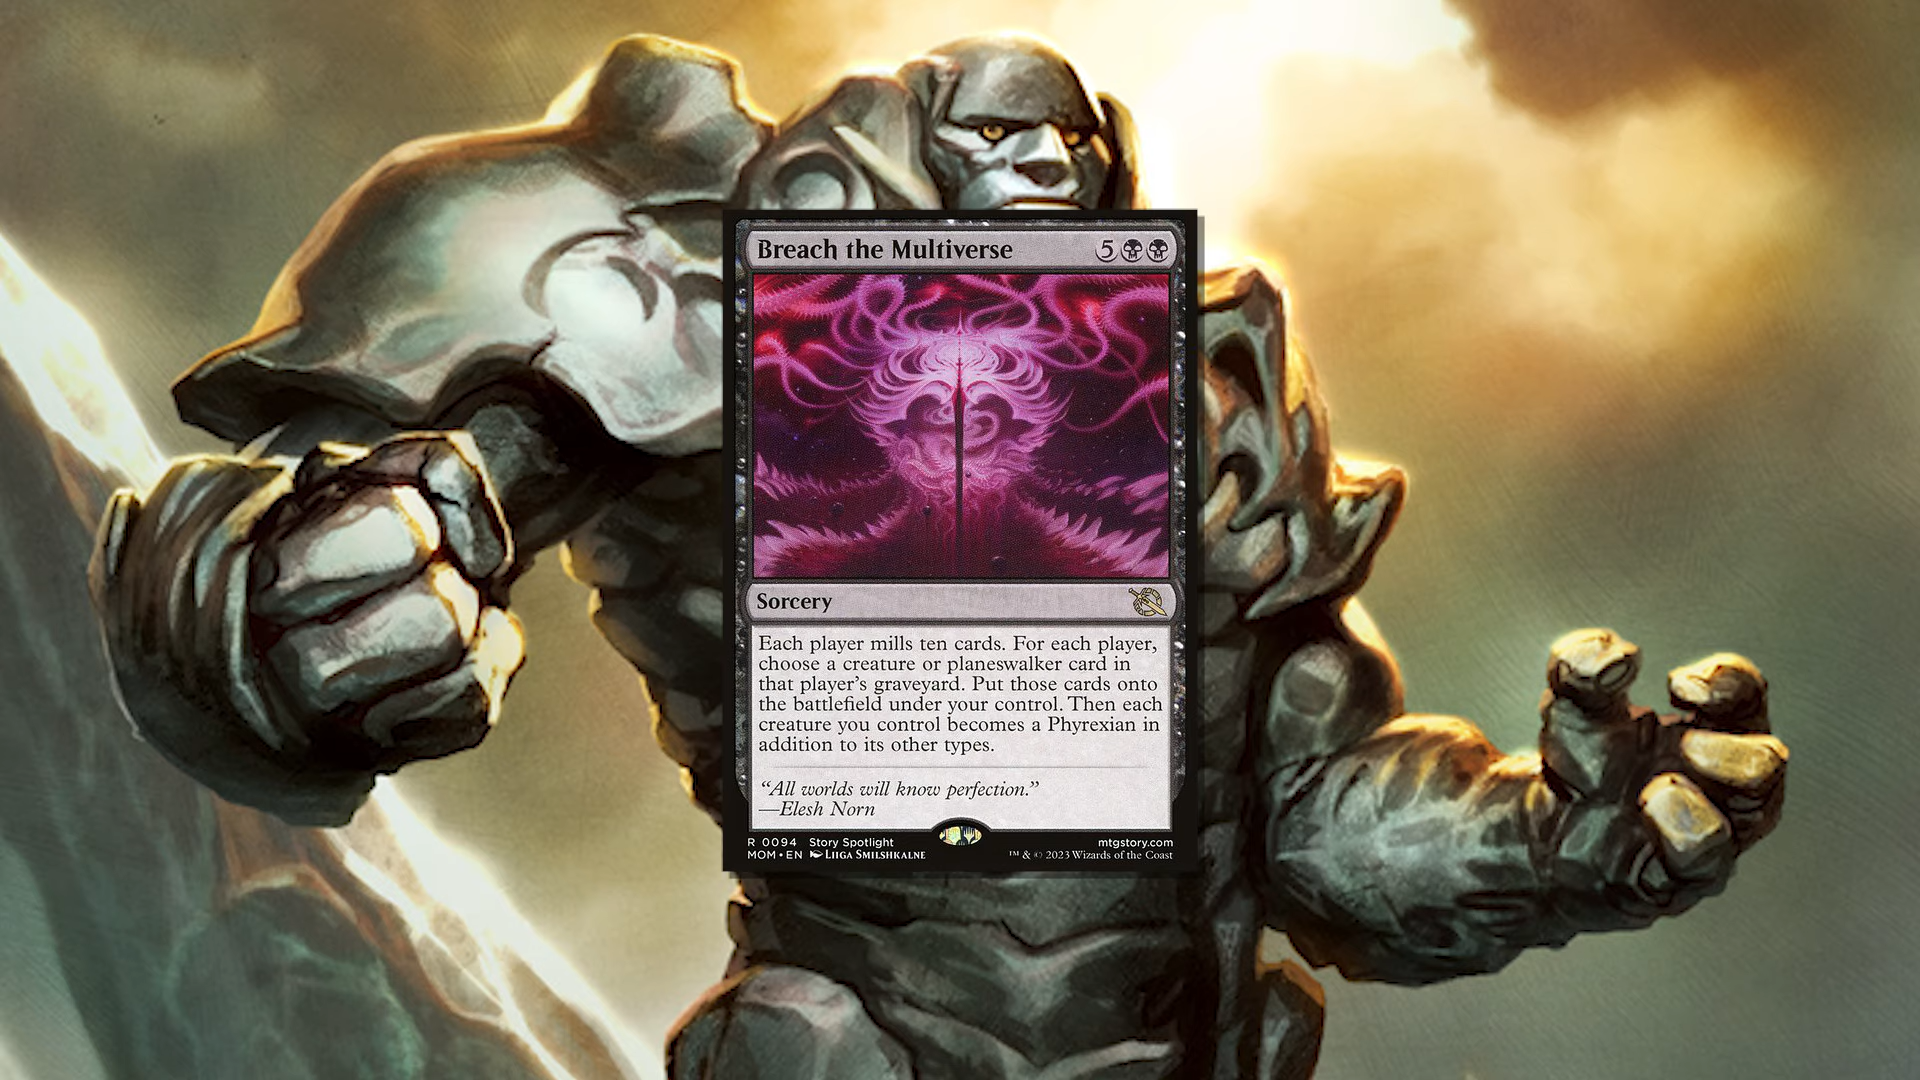 Breach the Multiverse 5
Sorcery
Each player mills ten cards. For each player,
choose a creature or planeswalker card in
that player's graveyard. Put those cards onto
the battlefield under your control. Then each
creature you control becomes a Phyrexian in
addition to its other types.
“All worlds will know perfection.”
—Elesh Norn
R 0094 Story Spotlight mtgstory.com
MOM • EN Liiga Smilshkalne ™ & © 2023 Wizards of the Coast